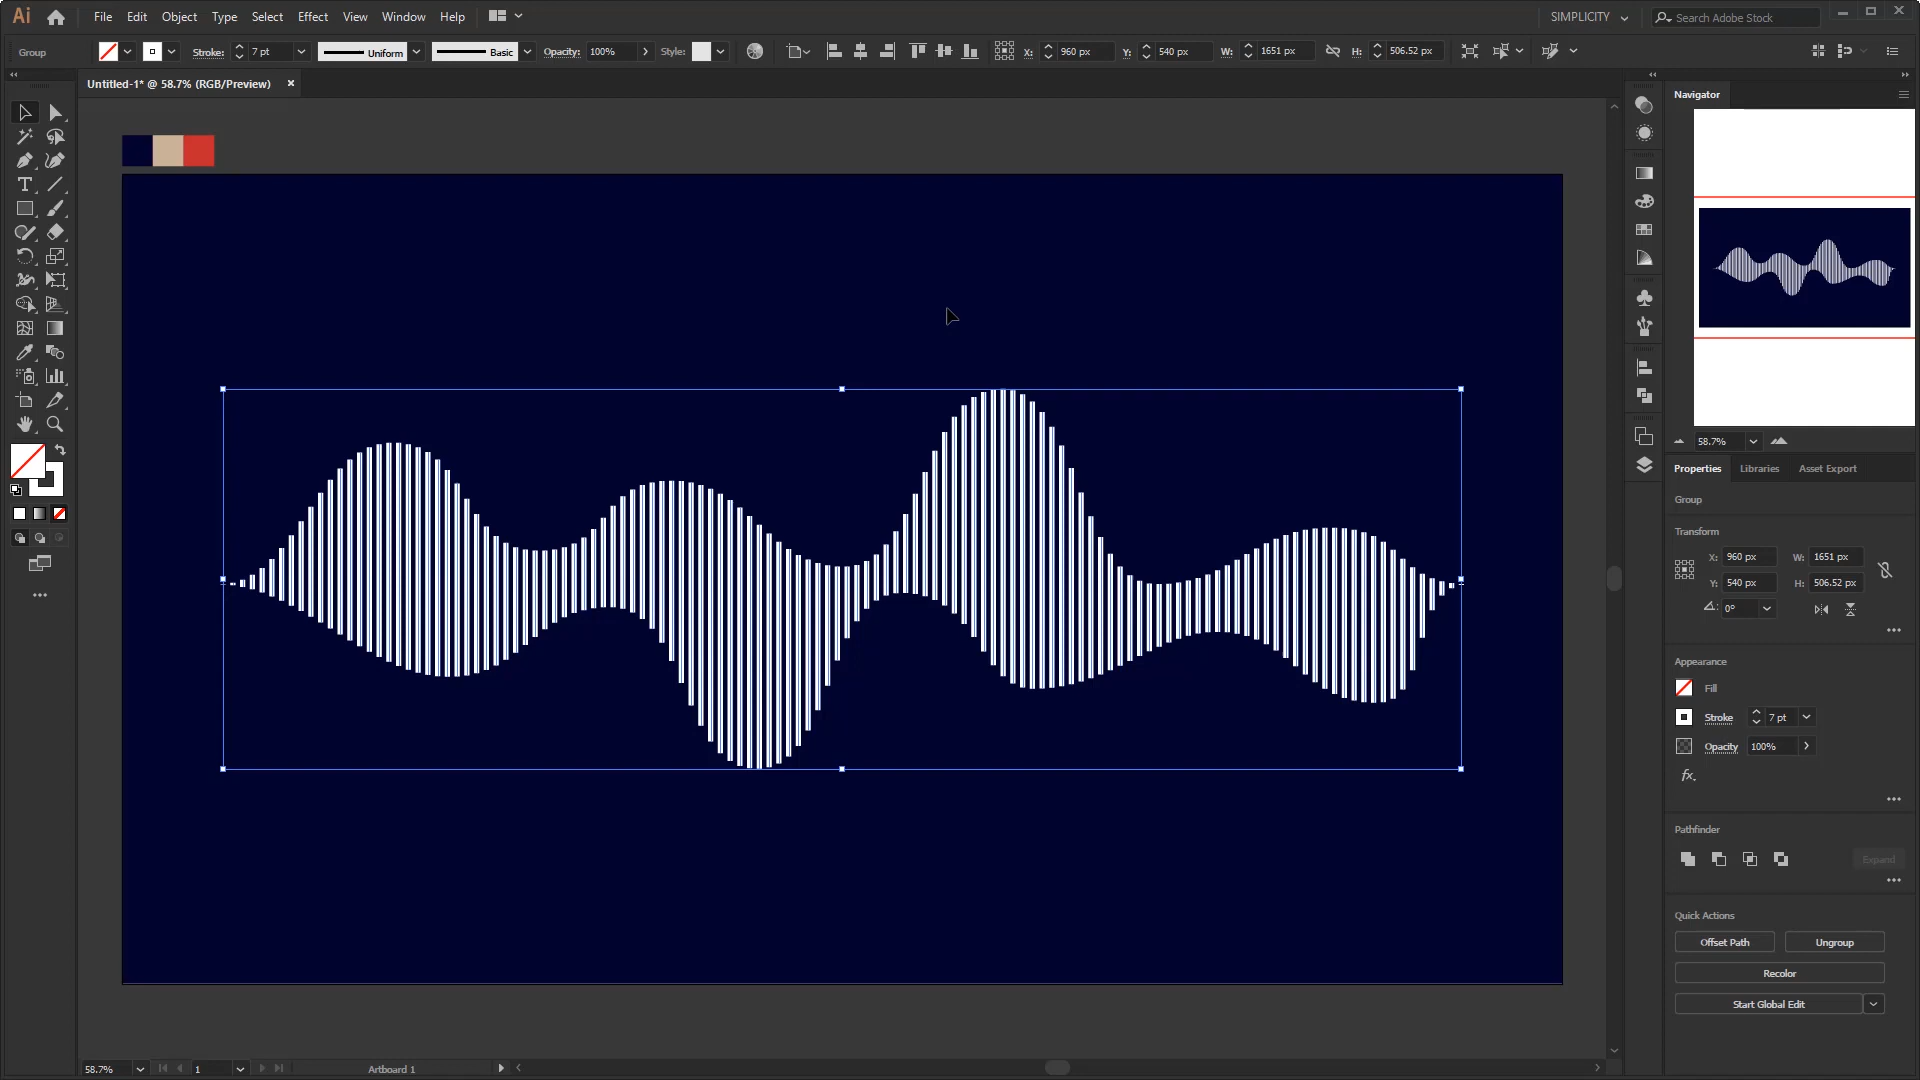 Ai File Edit Object Type Select Effect View Window Help SIMPLICITY Search Adobe Stock
Group Stroke: 7 pt Uniform Basic Opacity: 100% Style: X: 960 px Y: 540 px W: 1651 px H: 506.52 px
Untitled-1* @ 58.7% (RGB/Preview)
Navigator
58.7%
Properties Libraries Asset Export
Group
Transform
X: 960 px W: 1651 px
Y: 540 px H: 506.52 px
0°
Appearance
Fill
Stroke 7 pt
Opacity 100%
fx.
Pathfinder
Expand
Quick Actions
Offset Path Ungroup
Recolor
Start Global Edit
58.7% 1 Artboard 1